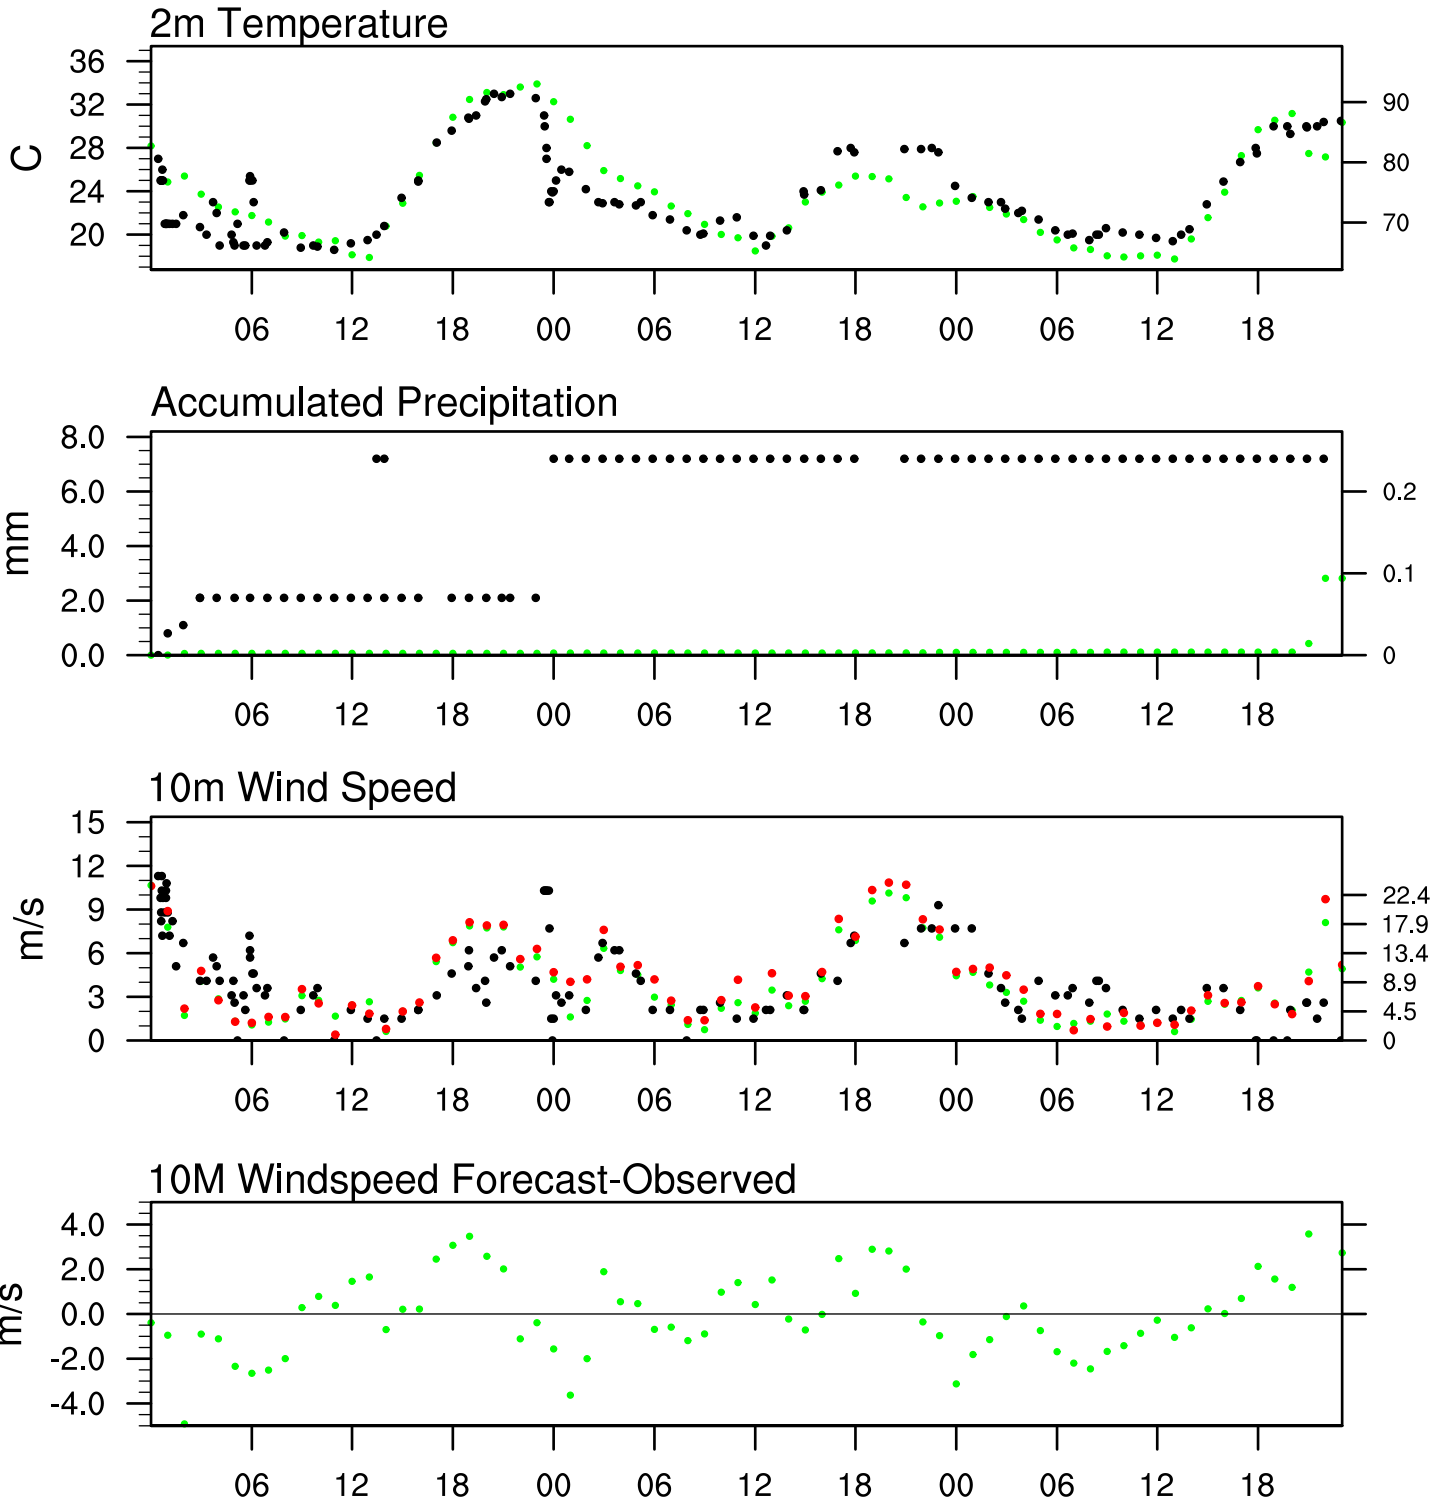 2m Temperature
36
32
28
24
20
C
90
80
70
06 12 18 00 06 12 18 00 06 12 18
Accumulated Precipitation
8.0
6.0
4.0
2.0
0.0
mm
0.2
0.1
0
06 12 18 00 06 12 18 00 06 12 18
10m Wind Speed
15
12
9
6
3
0
m/s
22.4
17.9
13.4
8.9
4.5
0
06 12 18 00 06 12 18 00 06 12 18
10M Windspeed Forecast-Observed
4.0
2.0
0.0
-2.0
-4.0
m/s
06 12 18 00 06 12 18 00 06 12 18